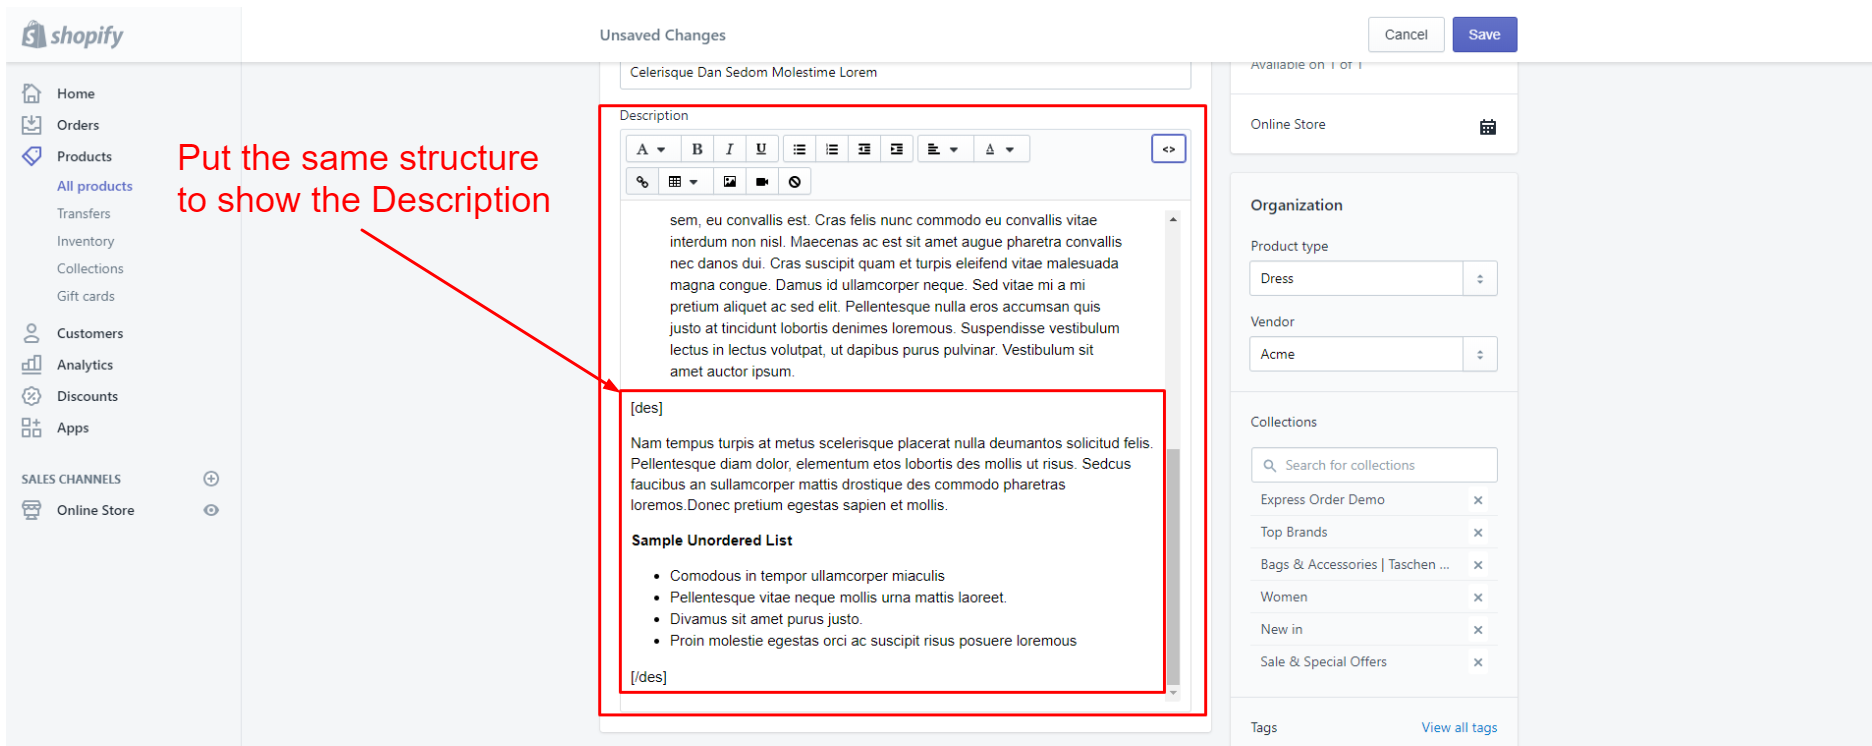 shopify
Unsaved Changes
Cancel
Save
Home
Orders
Products
All products
Transfers
Inventory
Collections
Gift cards
Customers
Analytics
Discounts
Apps
SALES CHANNELS
Online Store
Put the same structure
to show the Description
Celerisque Dan Sedom Molestime Lorem
Description
A B I U A <>
sem, eu convallis est. Cras felis nunc commodo eu convallis vitae
interdum non nisl. Maecenas ac est sit amet augue pharetra convallis
nec danos dui. Cras suscipit quam et turpis eleifend vitae malesuada
magna congue. Damus id ullamcorper neque. Sed vitae mi a mi
pretium aliquet ac sed elit. Pellentesque nulla eros accumsan quis
justo at tincidunt lobortis denimes loremous. Suspendisse vestibulum
lectus in lectus volutpat, ut dapibus purus pulvinar. Vestibulum sit
amet auctor ipsum.
[des]
Nam tempus turpis at metus scelerisque placerat nulla deumantos solicitud felis.
Pellentesque diam dolor, elementum etos lobortis des mollis ut risus. Sedcus
faucibus an sullamcorper mattis drostique des commodo pharetras
loremos.Donec pretium egestas sapien et mollis.
Sample Unordered List
• Comodous in tempor ullamcorper miaculis
• Pellentesque vitae neque mollis urna mattis laoreet.
• Divamus sit amet purus justo.
• Proin molestie egestas orci ac suscipit risus posuere loremous
[/des]
Available on 1 of 1
Online Store
Organization
Product type
Dress
Vendor
Acme
Collections
Search for collections
Express Order Demo
Top Brands
Bags & Accessories | Taschen ...
Women
New in
Sale & Special Offers
Tags
View all tags